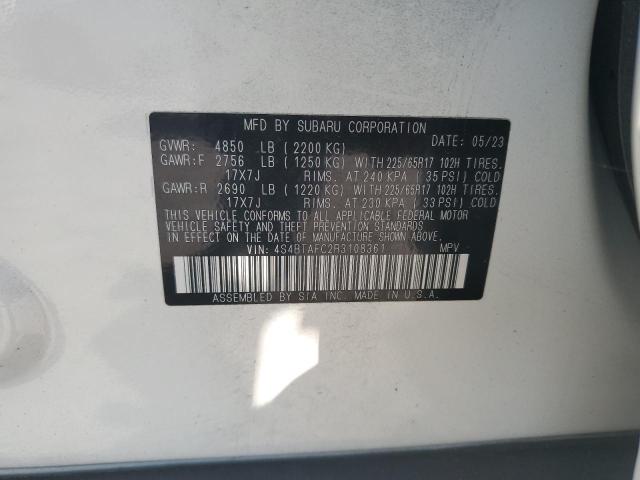 MFD BY SUBARU CORPORATION DATE: 05/23
GVWR: 4850 LB (2200 KG)
GAWR:F 2756 LB (1250 KG) WITH 225/65R17 102H TIRES.
17X7J RIMS. AT 240 KPA ( 35 PSI) COLD
GAWR:R 2690 LB (1220 KG) WITH 225/65R17 102H TIRES.
17X7J RIMS. AT 230 KPA ( 33 PSI) COLD
THIS VEHICLE CONFORMS TO ALL APPLICABLE FEDERAL MOTOR
VEHICLE SAFETY AND THEFT PREVENTION STANDARDS
IN EFFECT ON THE DATE OF MANUFACTURE SHOWN ABOVE.
VIN: 4S4BTAFC2R3108361 MPV
ASSEMBLED BY SIA INC. MADE IN U.S.A.